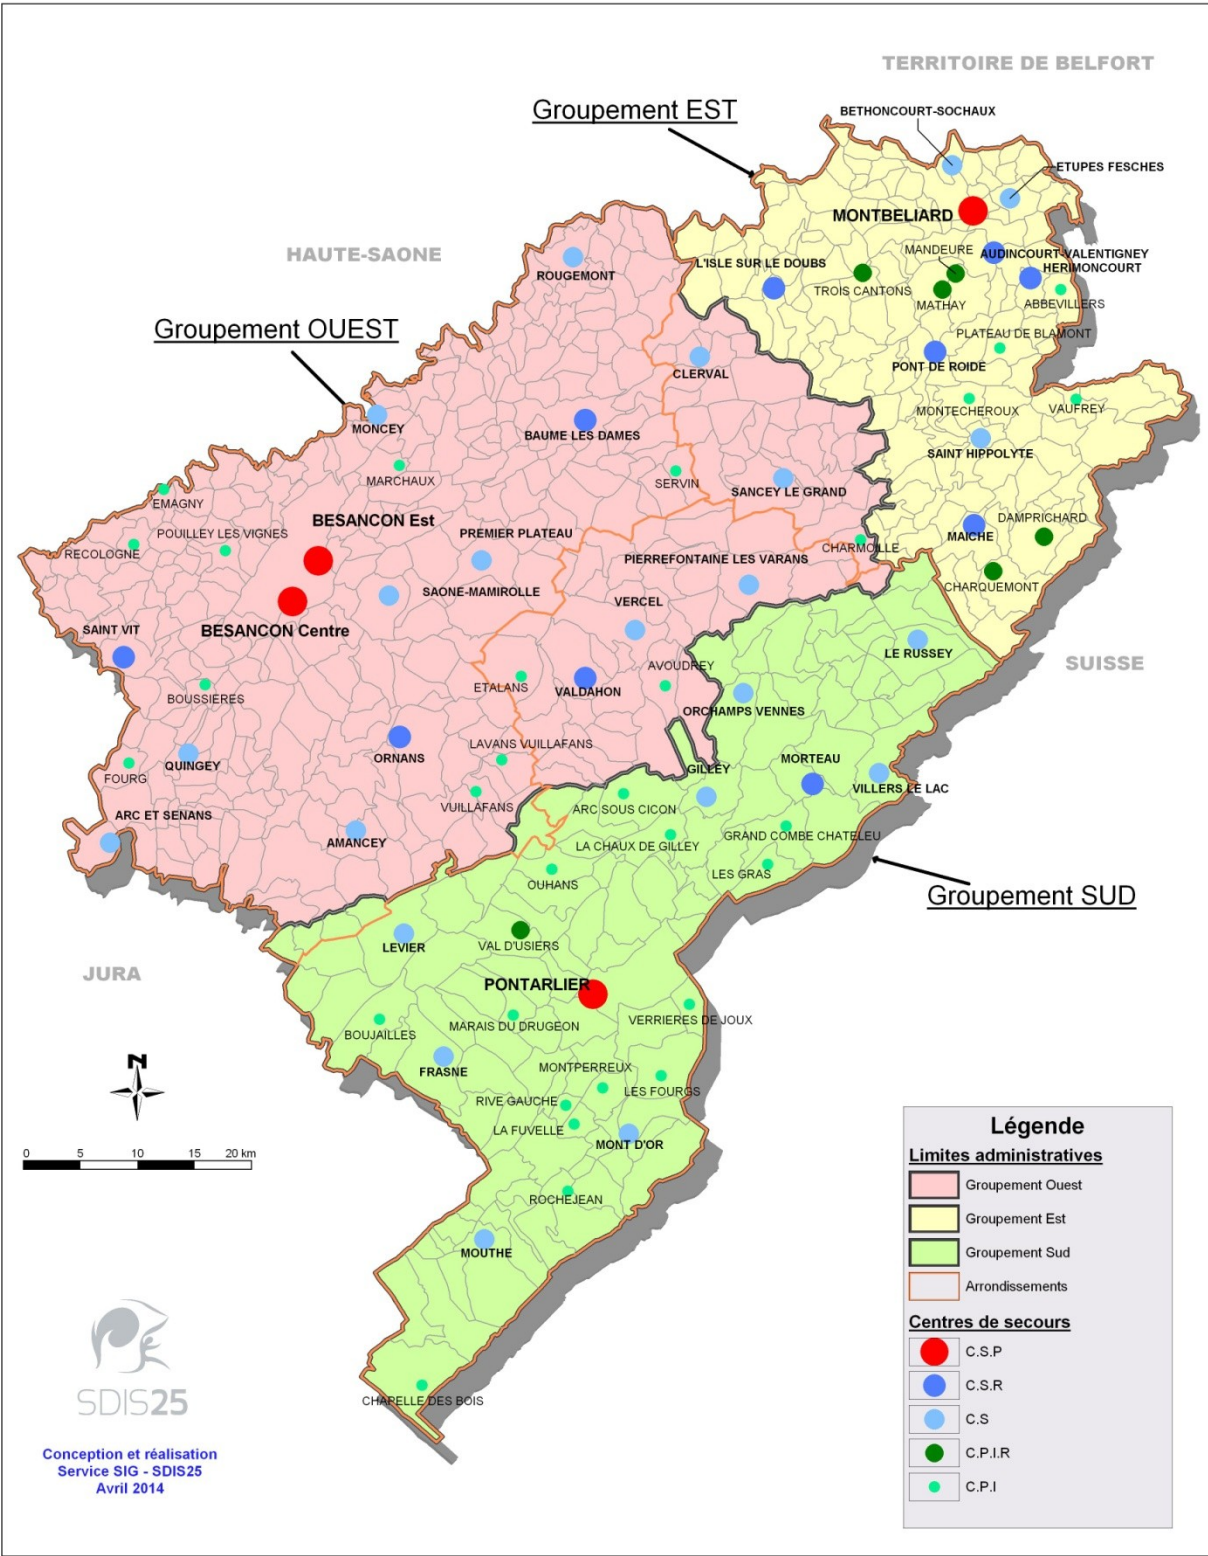 TERRITOIRE DE BELFORT
Groupement EST
BETHONCOURT-SOCHAUX
ETUPES FESCHES
MONTBELIARD
HAUTE-SAONE
MANDEURE
AUDINCOURT-VALENTIGNEY
L'ISLE SUR LE DOUBS
HERIMONCOURT
ROUGEMONT
TROIS CANTONS
MATHAY
ABBEVILLERS
Groupement OUEST
PLATEAU DE BLAMONT
PONT DE ROIDE
CLERVAL
MONTECHEROUX
VAUFREY
MONCEY
BAUME LES DAMES
SAINT HIPPOLYTE
MARCHAUX
SERVIN
SANCEY LE GRAND
EMAGNY
DAMPRICHARD
BESANCON Est
POUILLEY LES VIGNES
PREMIER PLATEAU
MAICHE
RECOLOGNE
CHARMOILLE
PIERREFONTAINE LES VARANS
CHARQUEMONT
SAONE-MAMIROLLE
VERCEL
SAINT VIT
BESANCON Centre
LE RUSSEY
SUISSE
AVOUDREY
BOUSSIERES
ETALANS
VALDAHON
ORCHAMPS VENNES
LAVANS VUILLAFANS
ORNANS
QUINGEY
GILLEY
MORTEAU
FOURG
VILLERS LE LAC
VUILLAFANS
ARC SOUS CICON
ARC ET SENANS
AMANCEY
GRAND COMBE CHATELEU
LA CHAUX DE GILLEY
LES GRAS
OUHANS
Groupement SUD
LEVIER
VAL D'USIERS
JURA
PONTARLIER
BOUJAILLES
MARAIS DU DRUGEON
VERRIERES DE JOUX
N
FRASNE
MONTPERREUX
LES FOURGS
RIVE GAUCHE
LA FUVELLE
MONT D'OR
0 5 10 15 20 km
ROCHEJEAN
MOUTHE
CHAPELLE DES BOIS
Légende
Limites administratives
Groupement Ouest
Groupement Est
Groupement Sud
Arrondissements
Centres de secours
C.S.P
C.S.R
C.S
C.P.I.R
C.P.I
SDIS25
Conception et réalisation
Service SIG - SDIS25
Avril 2014